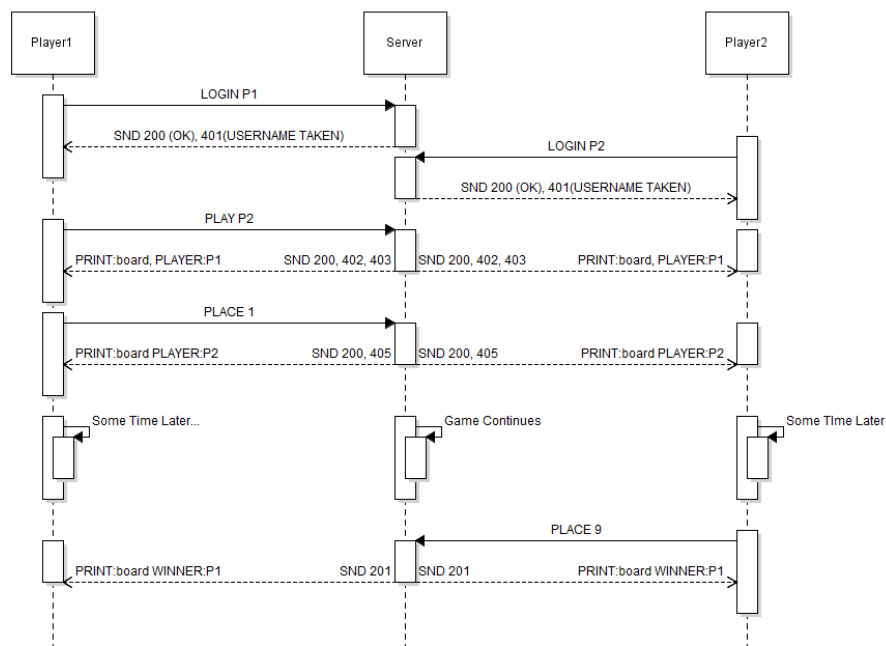 Player1
Server
Player2
LOGIN P1
SND 200 (OK), 401(USERNAME TAKEN)
LOGIN P2
SND 200 (OK), 401(USERNAME TAKEN)
PLAY P2
PRINT:board, PLAYER:P1
SND 200, 402, 403
SND 200, 402, 403
PRINT:board, PLAYER:P1
PLACE 1
PRINT:board PLAYER:P2
SND 200, 405
SND 200, 405
PRINT:board PLAYER:P2
Some Time Later...
Game Continues
Some TIme Later
PLACE 9
PRINT:board WINNER:P1
SND 201
SND 201
PRINT:board WINNER:P1